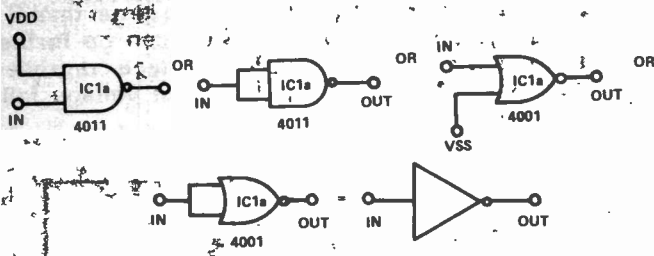 VDD
IC1a
OR
IN
4011
IC1a
OR
IN
OUT
4011
IN
IC1a
OR
OUT
4001
VSS
IC1a
=
IN
OUT
IN
OUT
4001